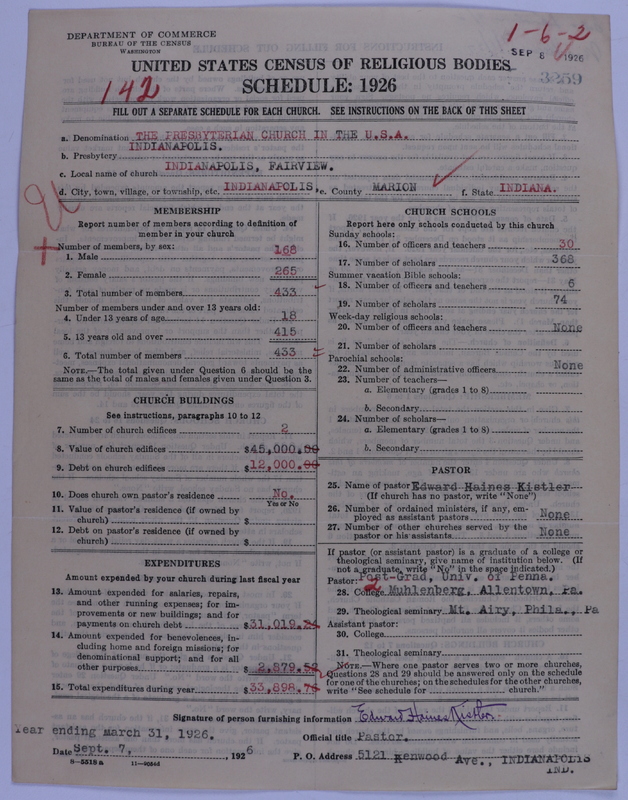 DEPARTMENT OF COMMERCE
BUREAU OF THE CENSUS
WASHINGTON
1-6-2
SEP 8 1926
3259
UNITED STATES CENSUS OF RELIGIOUS BODIES
SCHEDULE: 1926
142
FILL OUT A SEPARATE SCHEDULE FOR EACH CHURCH. SEE INSTRUCTIONS ON THE BACK OF THIS SHEET
a. Denomination THE PRESBYTERIAN CHURCH IN THE U.S.A.
b. Presbytery INDIANAPOLIS.
c. Local name of church INDIANAPOLIS, FAIRVIEW.
d. City, town, village, or township, etc. INDIANAPOLIS, e. County MARION f. State INDIANA.
MEMBERSHIP
Report number of members according to definition of
member in your church
Number of members, by sex:
1. Male 168
2. Female 265
3. Total number of members 433
Number of members under and over 13 years old:
4. Under 13 years of age 18
5. 13 years old and over 415
6. Total number of members 433
NOTE.—The total given under Question 6 should be the
same as the total of males and females given under Question 3.
CHURCH BUILDINGS
See instructions, paragraphs 10 to 12
7. Number of church edifices 2
8. Value of church edifices $45,000.00
9. Debt on church edifices $12,000.00
10. Does church own pastor's residence No.
Yes or No
11. Value of pastor's residence (if owned by
church) $
12. Debt on pastor's residence (if owned by
church) $
EXPENDITURES
Amount expended by your church during last fiscal year
13. Amount expended for salaries, repairs,
and other running expenses; for im-
provements or new buildings; and for
payments on church debt $31,019.
14. Amount expended for benevolences, in-
cluding home and foreign missions; for
denominational support; and for all
other purposes $ 2,879.
15. Total expenditures during year $33,898.
CHURCH SCHOOLS
Report here only schools conducted by this church
Sunday schools:
16. Number of officers and teachers 30
17. Number of scholars 368
Summer vacation Bible schools:
18. Number of officers and teachers 6
19. Number of scholars 74
Week-day religious schools:
20. Number of officers and teachers None
21. Number of scholars
Parochial schools:
22. Number of administrative officers None
23. Number of teachers—
a. Elementary (grades 1 to 8)
b. Secondary
24. Number of scholars—
a. Elementary (grades 1 to 8)
b. Secondary
PASTOR
25. Name of pastor Edward Haines Kistler
(If church has no pastor, write "None")
26. Number of ordained ministers, if any, em-
ployed as assistant pastors None
27. Number of other churches served by the
pastor or his assistants None
If pastor (or assistant pastor) is a graduate of a college or
theological seminary, give name of institution below. (If
not a graduate, write "No" in the space indicated.)
Pastor: Post-Grad, Univ. of Penna.
28. College Muhlenberg, Allentown, Pa.
29. Theological seminary Mt. Airy, Phila., Pa
Assistant pastor:
30. College
31. Theological seminary
NOTE.—Where one pastor serves two or more churches,
Questions 28 and 29 should be answered only on the schedule
for one of the churches; on the schedules for the other churches,
write "See schedule for church."
Signature of person furnishing information Edward Haines Kistler.
Year ending March 31, 1926.
Official title Pastor.
Date Sept. 7, , 1926
P. O. Address 5121 Kenwood Ave., INDIANAPOLIS
IND.
8—5518 a